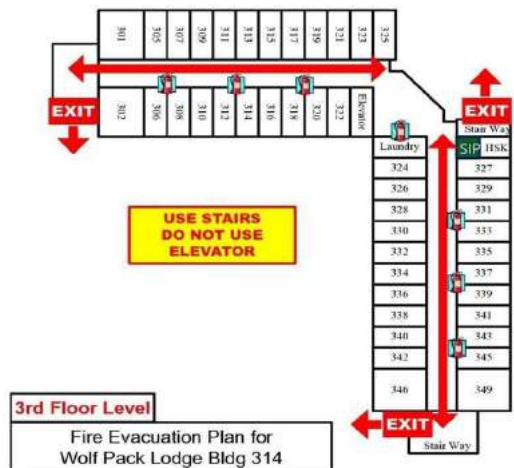 301 305 307 309 311 313 315 317 319 321 323 325
EXIT
302 306 308 310 312 314 316 318 320 322 Elevator
EXIT
Stair Way
Laundry
SIP HSK
324 327
326 329
328 331
330 333
332 335
334 337
336 339
338 341
340 343
342 345
346 349
USE STAIRS
DO NOT USE
ELEVATOR
EXIT
Stair Way
3rd Floor Level
Fire Evacuation Plan for
Wolf Pack Lodge Bldg 314